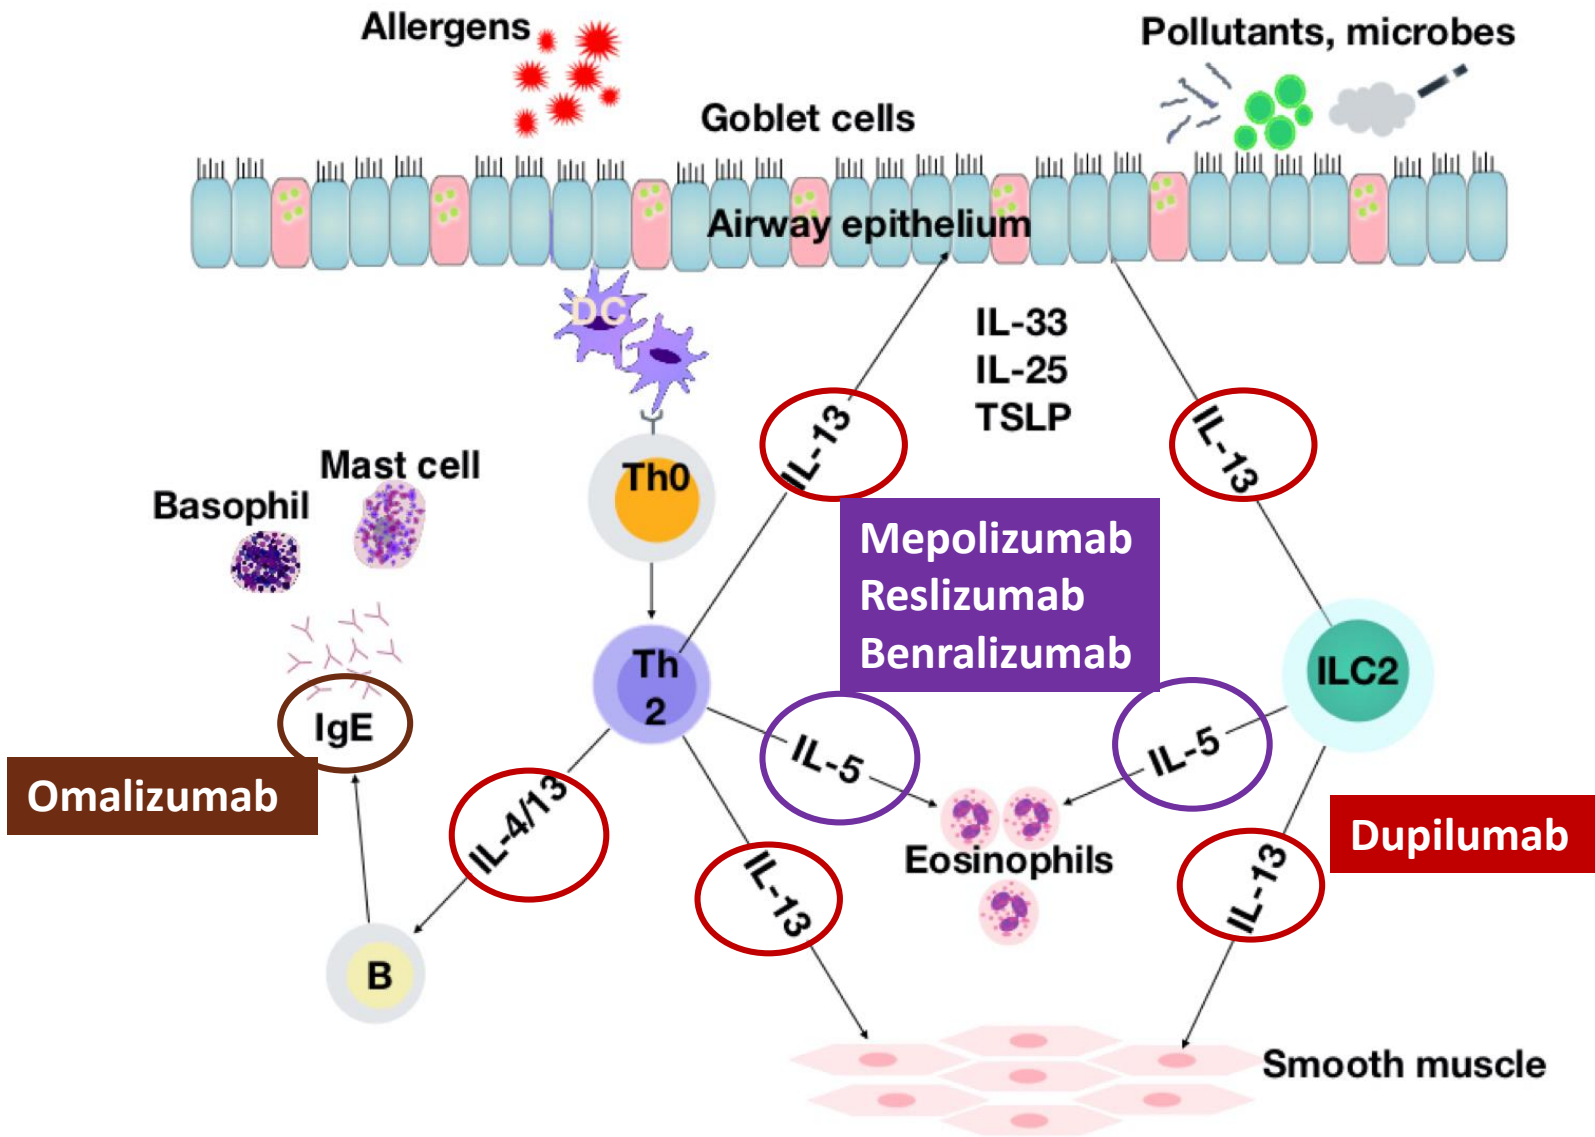 Allergens
Pollutants, microbes
Goblet cells
Airway epithelium
DC
IL-33
IL-25
TSLP
IL-13
IL-13
Th0
Mast cell
Basophil
Mepolizumab
Reslizumab
Benralizumab
Th
2
ILC2
IgE
IL-5
IL-5
Omalizumab
IL-4/13
Dupilumab
Eosinophils
IL-13
IL-13
B
Smooth muscle